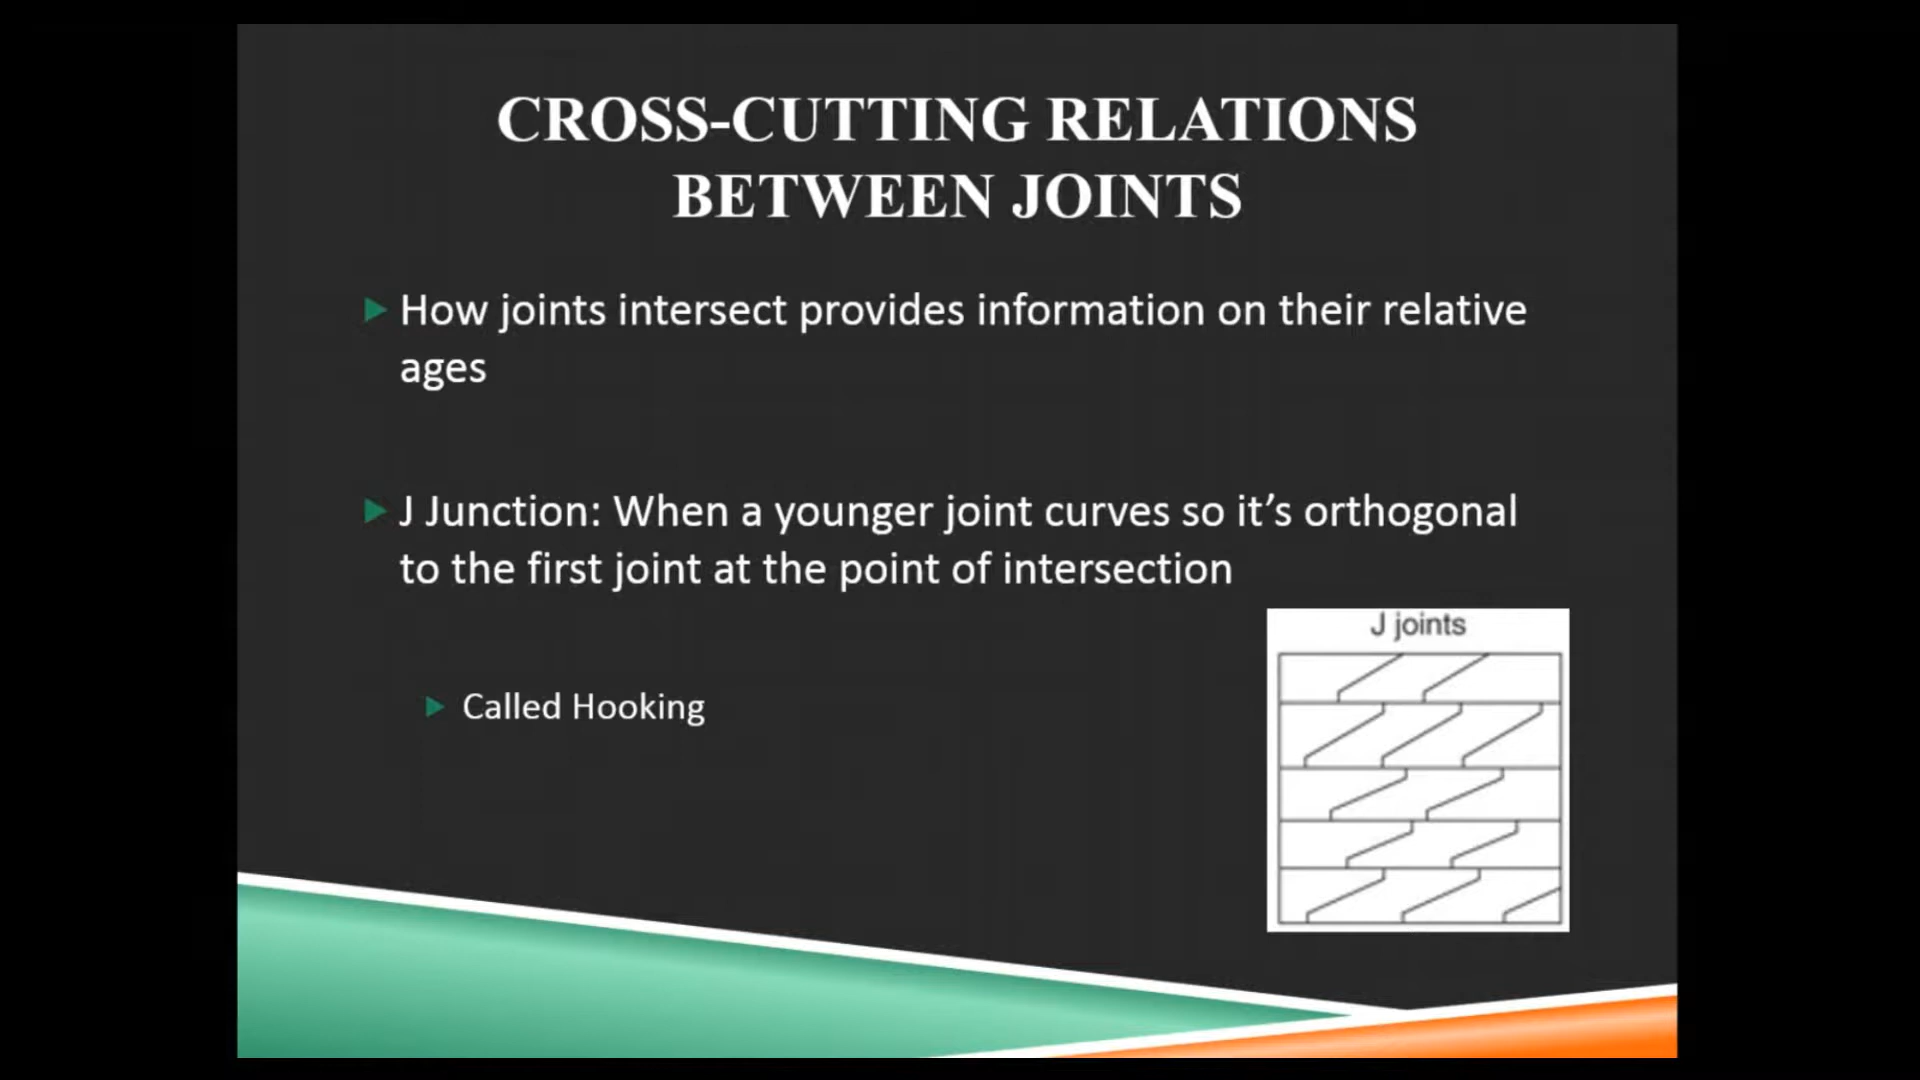 CROSS-CUTTING RELATIONS
BETWEEN JOINTS
How joints intersect provides information on their relative
ages
J Junction: When a younger joint curves so it’s orthogonal
to the first joint at the point of intersection
Called Hooking
J joints